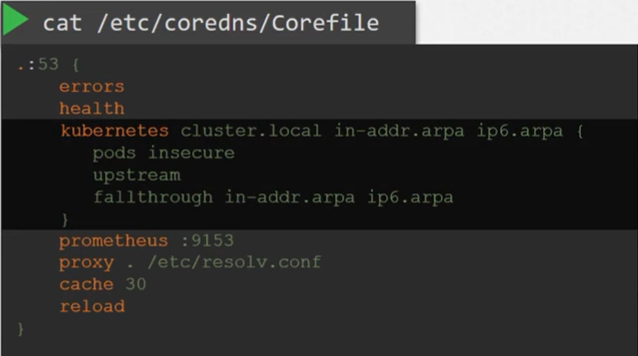 cat /etc/coredns/Corefile
.:53 {
errors
health
kubernetes cluster.local in-addr.arpa ip6.arpa {
pods insecure
upstream
fallthrough in-addr.arpa ip6.arpa
}
prometheus :9153
proxy . /etc/resolv.conf
cache 30
reload
}